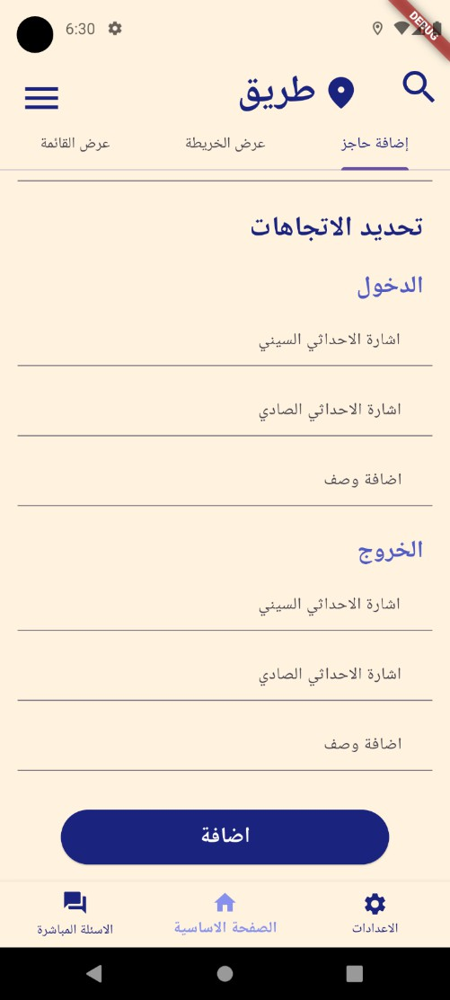 6:30
DEBUG
طريق
إضافة حاجز
عرض الخريطة
عرض القائمة
تحديد الاتجاهات
الدخول
اشارة الاحداثي السيني
اشارة الاحداثي الصادي
اضافة وصف
الخروج
اشارة الاحداثي السيني
اشارة الاحداثي الصادي
اضافة وصف
اضافة
الاعدادات
الصفحة الاساسية
الاسئلة المباشرة